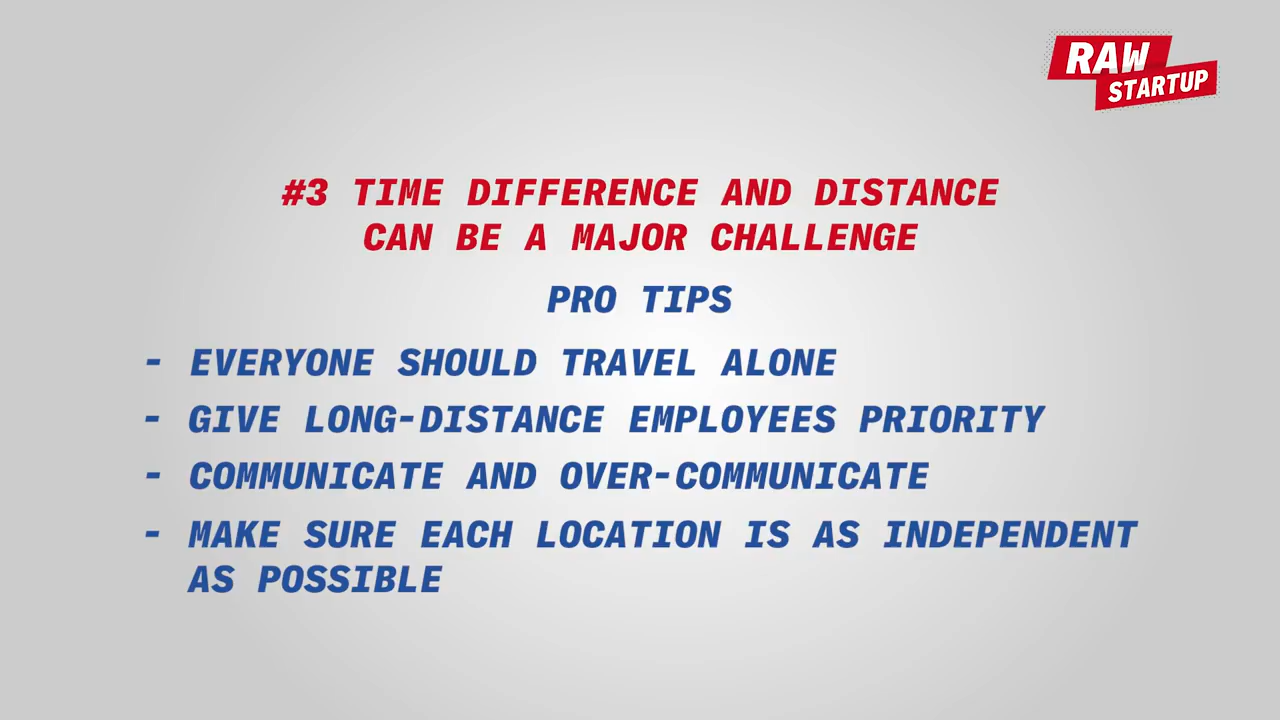 RAW
STARTUP
#3 TIME DIFFERENCE AND DISTANCE
CAN BE A MAJOR CHALLENGE
PRO TIPS
- EVERYONE SHOULD TRAVEL ALONE
- GIVE LONG-DISTANCE EMPLOYEES PRIORITY
- COMMUNICATE AND OVER-COMMUNICATE
- MAKE SURE EACH LOCATION IS AS INDEPENDENT
AS POSSIBLE